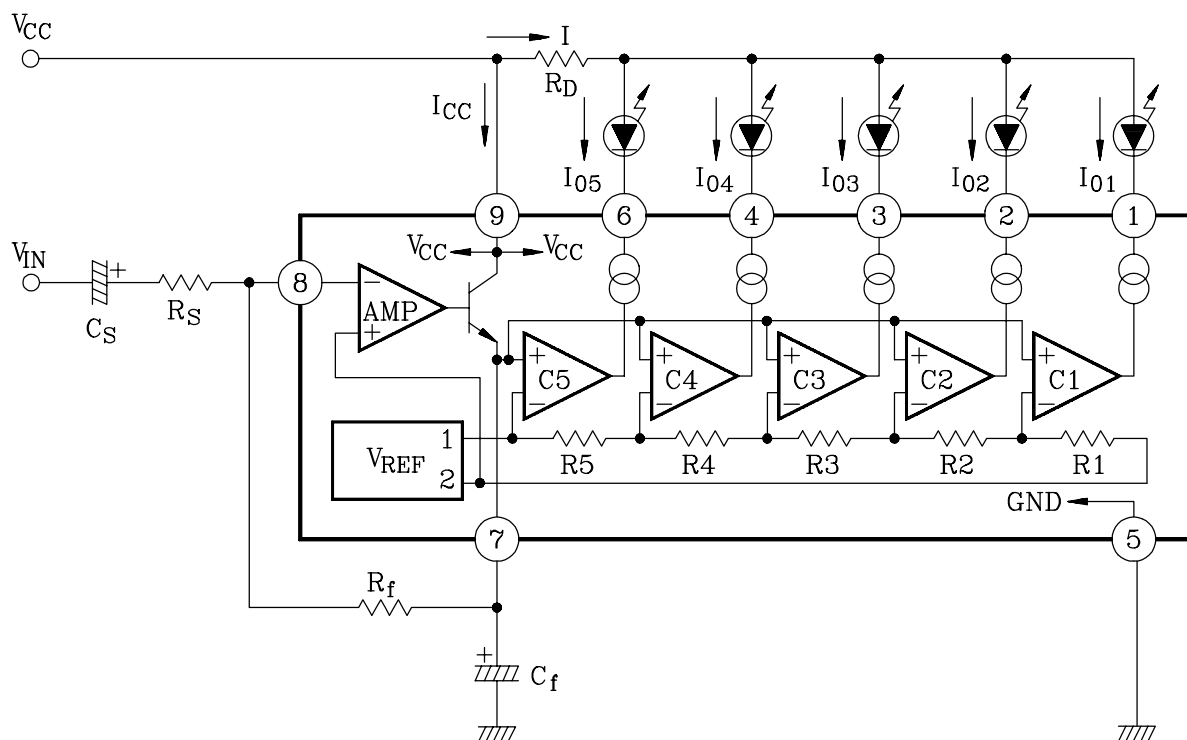 VCC
I
RD
ICC
I05
I04
I03
I02
I01
9
6
4
3
2
1
VCC
VCC
VIN
CS
+
RS
8
−
AMP
+
+
C5
−
+
C4
−
+
C3
−
+
C2
−
+
C1
−
VREF
1
2
R5
R4
R3
R2
R1
GND
7
5
Rf
+
Cf